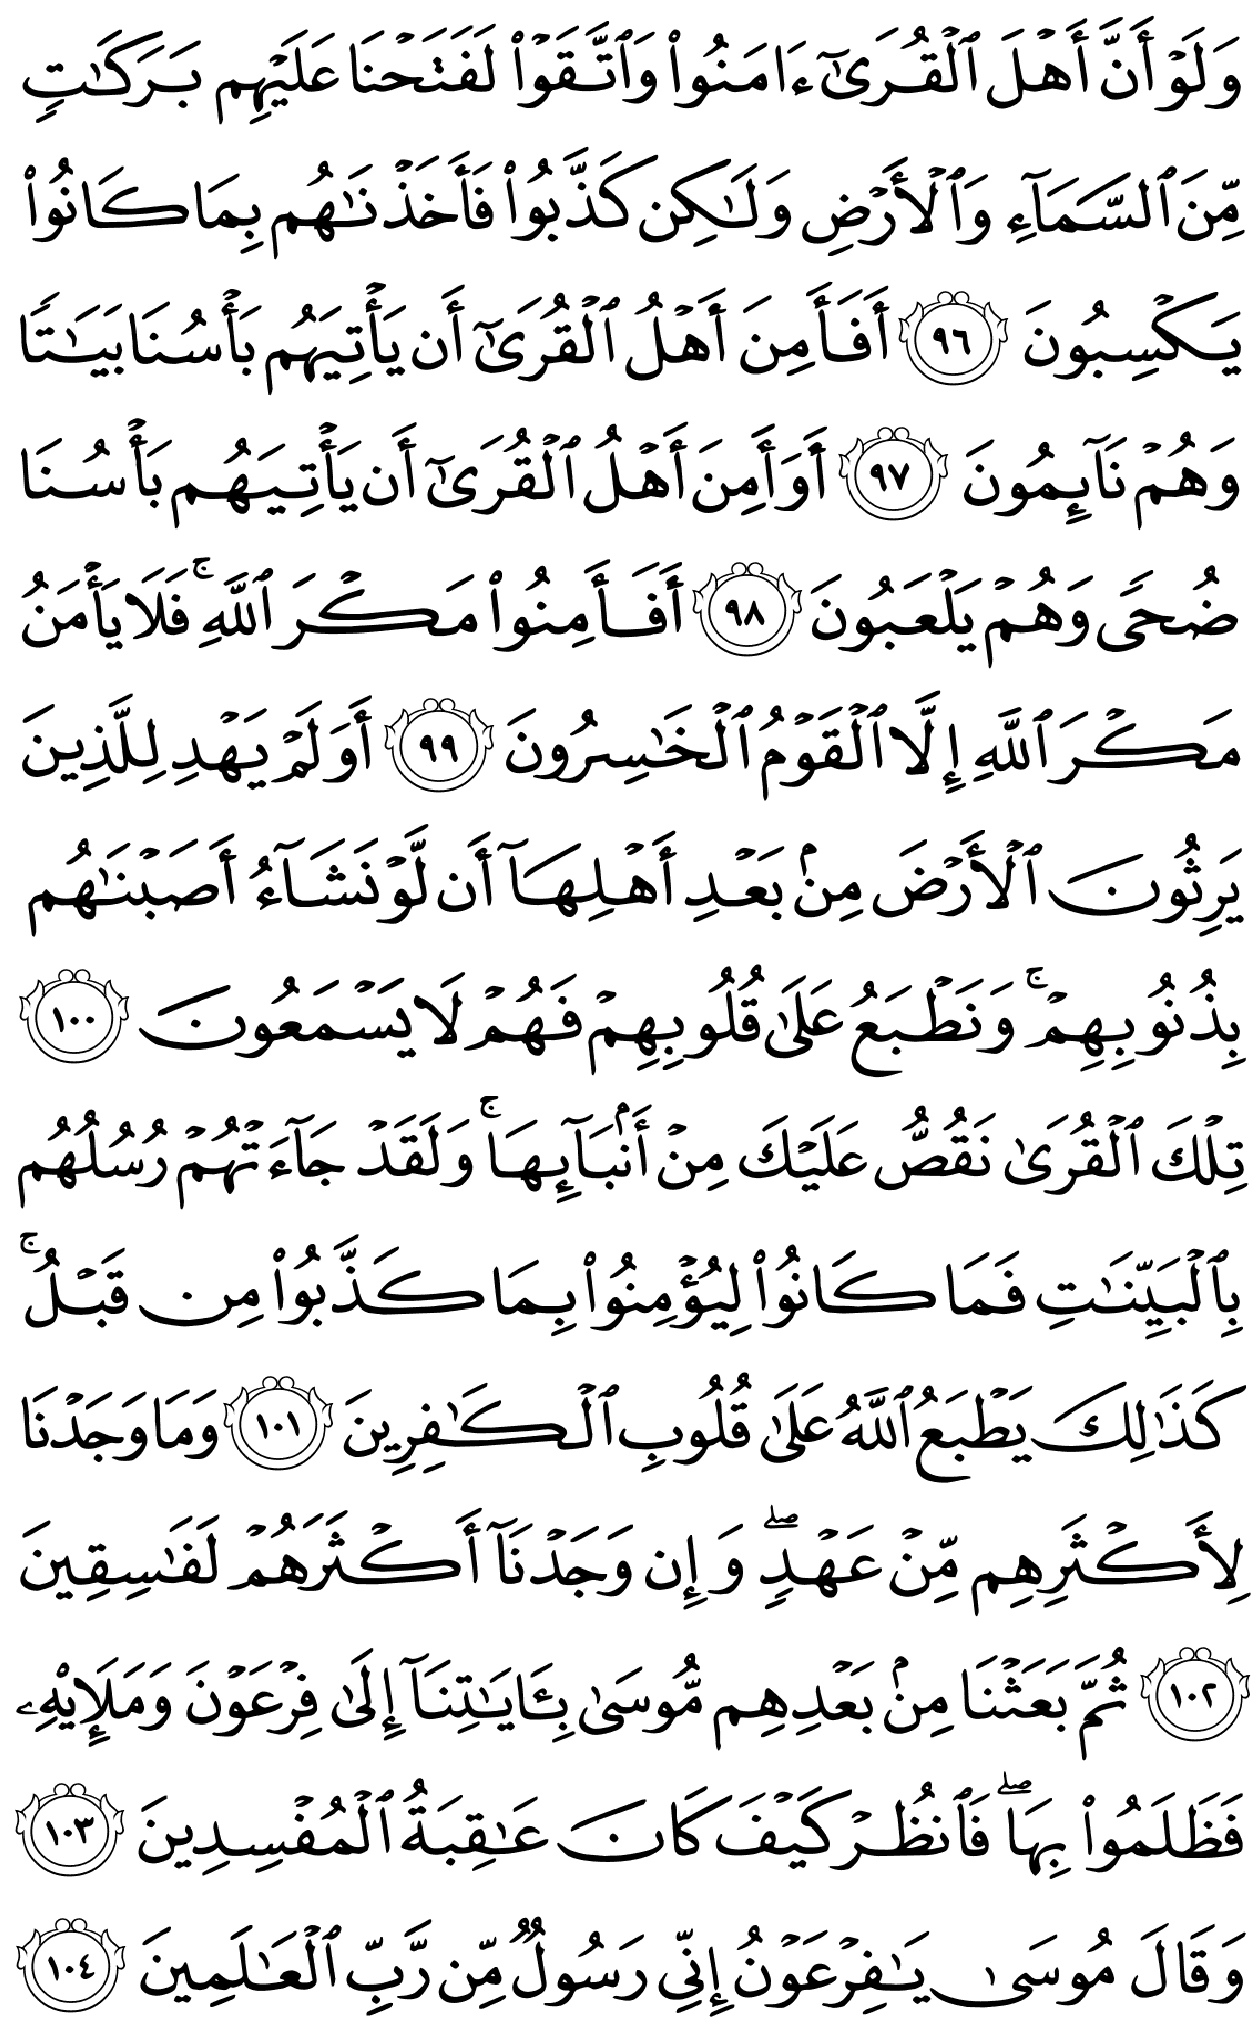 وَلَوْ أَنَّ أَهْلَ ٱلْقُرَىٰٓ ءَامَنُوا۟ وَٱتَّقَوْا۟ لَفَتَحْنَا عَلَيْهِم بَرَكَـٰتٍ
مِّنَ ٱلسَّمَآءِ وَٱلْأَرْضِ وَلَـٰكِن كَذَّبُوا۟ فَأَخَذْنَـٰهُم بِمَا كَانُوا۟
يَكْسِبُونَ ٩٦ أَفَأَمِنَ أَهْلُ ٱلْقُرَىٰٓ أَن يَأْتِيَهُم بَأْسُنَا بَيَـٰتًا
وَهُمْ نَآئِمُونَ ٩٧ أَوَأَمِنَ أَهْلُ ٱلْقُرَىٰٓ أَن يَأْتِيَهُم بَأْسُنَا
ضُحًى وَهُمْ يَلْعَبُونَ ٩٨ أَفَأَمِنُوا۟ مَكْرَ ٱللَّهِ ۚ فَلَا يَأْمَنُ
مَكْرَ ٱللَّهِ إِلَّا ٱلْقَوْمُ ٱلْخَـٰسِرُونَ ٩٩ أَوَلَمْ يَهْدِ لِلَّذِينَ
يَرِثُونَ ٱلْأَرْضَ مِنۢ بَعْدِ أَهْلِهَآ أَن لَّوْ نَشَآءُ أَصَبْنَـٰهُم
بِذُنُوبِهِمْ ۚ وَنَطْبَعُ عَلَىٰ قُلُوبِهِمْ فَهُمْ لَا يَسْمَعُونَ ١٠٠
تِلْكَ ٱلْقُرَىٰ نَقُصُّ عَلَيْكَ مِنْ أَنۢبَآئِهَا ۚ وَلَقَدْ جَآءَتْهُمْ رُسُلُهُم
بِٱلْبَيِّنَـٰتِ فَمَا كَانُوا۟ لِيُؤْمِنُوا۟ بِمَا كَذَّبُوا۟ مِن قَبْلُ ۚ
كَذَٰلِكَ يَطْبَعُ ٱللَّهُ عَلَىٰ قُلُوبِ ٱلْكَـٰفِرِينَ ١٠١ وَمَا وَجَدْنَا
لِأَكْثَرِهِم مِّنْ عَهْدٍ ۖ وَإِن وَجَدْنَآ أَكْثَرَهُمْ لَفَـٰسِقِينَ
١٠٢ ثُمَّ بَعَثْنَا مِنۢ بَعْدِهِم مُّوسَىٰ بِـَٔايَـٰتِنَآ إِلَىٰ فِرْعَوْنَ وَمَلَإِي۟هِۦ
فَظَلَمُوا۟ بِهَا ۖ فَٱنظُرْ كَيْفَ كَانَ عَـٰقِبَةُ ٱلْمُفْسِدِينَ ١٠٣
وَقَالَ مُوسَىٰ يَـٰفِرْعَوْنُ إِنِّى رَسُولٌ مِّن رَّبِّ ٱلْعَـٰلَمِينَ ١٠٤